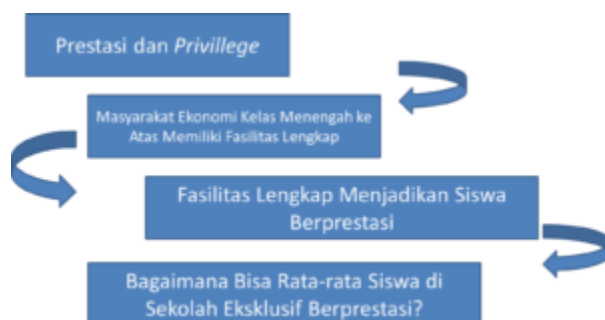 Prestasi dan Privillege
Masyarakat Ekonomi Kelas Menengah ke
Atas Memiliki Fasilitas Lengkap
Fasilitas Lengkap Menjadikan Siswa
Berprestasi
Bagaimana Bisa Rata-rata Siswa di
Sekolah Eksklusif Berprestasi?